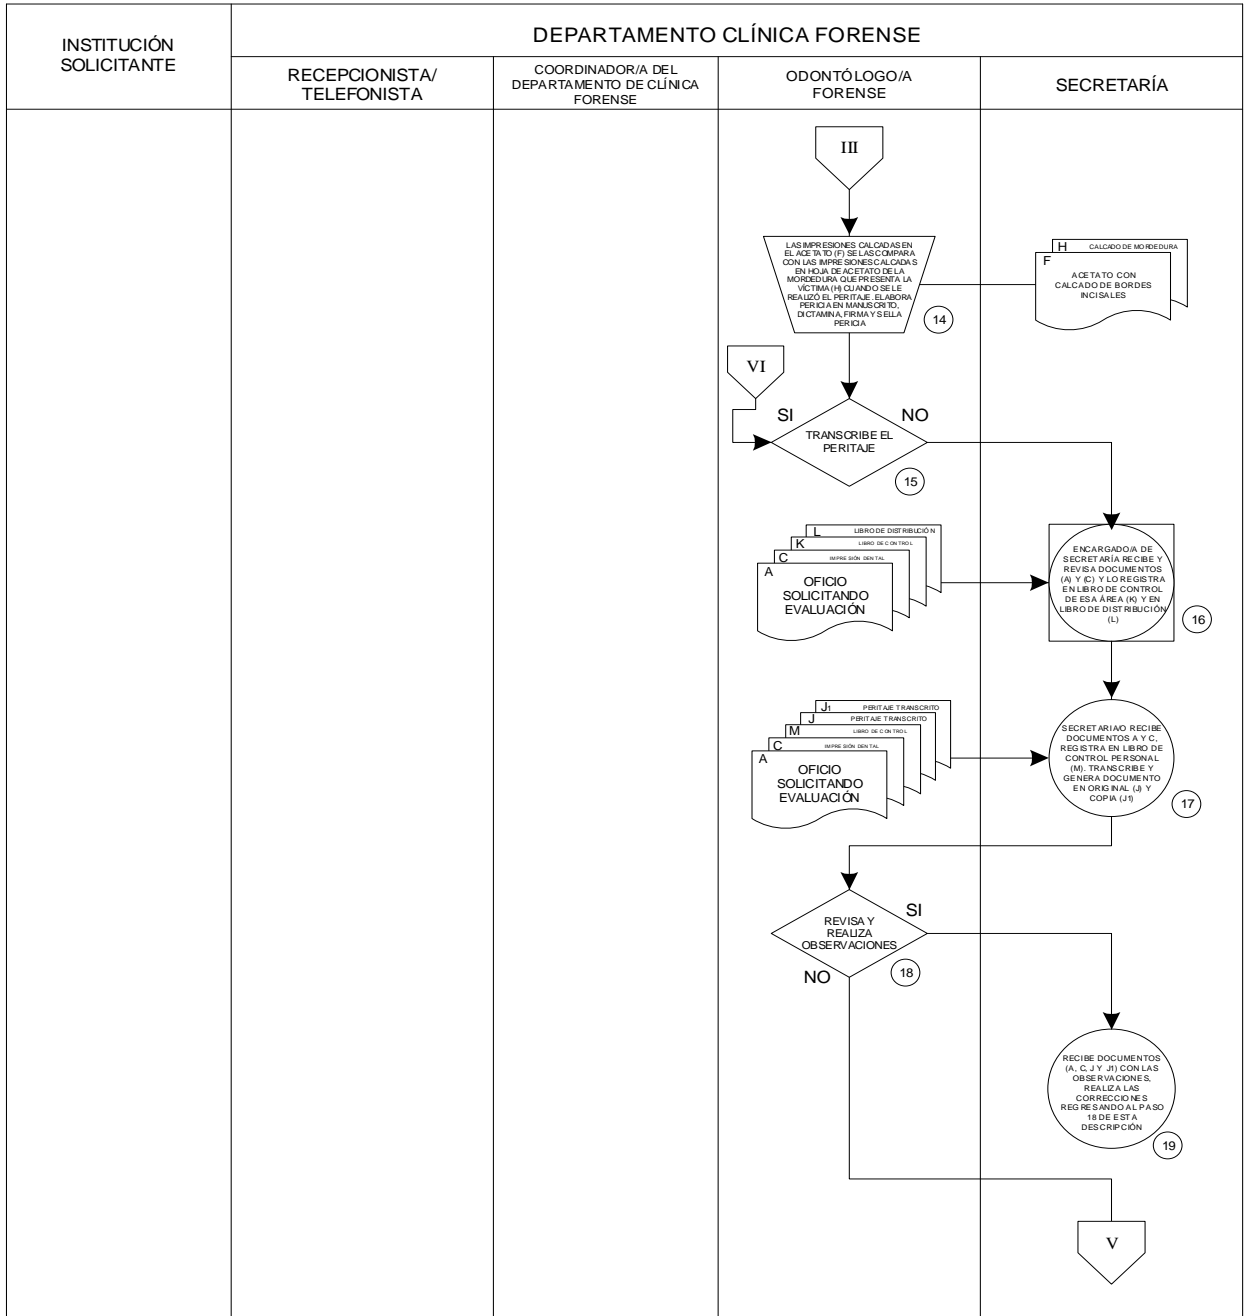 INSTITUCIÓN
SOLICITANTE
DEPARTAMENTO CLÍNICA FORENSE
RECEPCIONISTA/
TELEFONISTA
COORDINADOR/A DEL
DEPARTAMENTO DE CLÍNICA
FORENSE
ODONTÓLOGO/A
FORENSE
SECRETARÍA
III
LAS IMPRESIONES CALCADAS EN
EL ACETATO (F) SE LAS COMPARA
CON LAS IMPRESIONES CALCADAS
EN HOJA DE ACETATO DE LA
MORDEDURA QUE PRESENTA LA
VÍCTIMA (H) CUANDO SE LE
REALIZÓ EL PERITAJE. ELABORA
PERICIA EN MANUSCRITO,
DICTAMINA, FIRMA Y SELLA
PERICIA
14
H
CALCADO DE MORDEDURA
F
ACETATO CON
CALCADO DE BORDES
INCISALES
VI
SI
NO
TRANSCRIBE EL
PERITAJE
15
L
LIBRO DE DISTRIBUCIÓN
K
LIBRO DE CONTROL
C
IMPRESIÓN DENTAL
A
OFICIO
SOLICITANDO
EVALUACIÓN
ENCARGADO/A DE
SECRETARÍA RECIBE Y
REVISA DOCUMENTOS
(A) Y (C) Y LO REGISTRA
EN LIBRO DE CONTROL
DE ESA ÁREA (K) Y EN
LIBRO DE DISTRIBUCIÓN
(L)
16
J1
PERITAJE TRANSCRITO
J
PERITAJE TRANSCRITO
M
LIBRO DE CONTROL
C
IMPRESIÓN DENTAL
A
OFICIO
SOLICITANDO
EVALUACIÓN
SECRETARIA/O RECIBE
DOCUMENTOS A Y C,
REGISTRA EN LIBRO DE
CONTROL PERSONAL
(M). TRANSCRIBE Y
GENERA DOCUMENTO
EN ORIGINAL (J) Y
COPIA (J1)
17
REVISA Y
REALIZA
OBSERVACIONES
SI
NO
18
RECIBE DOCUMENTOS
(A, C, J Y J1) CON LAS
OBSERVACIONES,
REALIZA LAS
CORRECCIONES
REGRESANDO AL PASO
18 DE ESTA
DESCRIPCIÓN
19
V